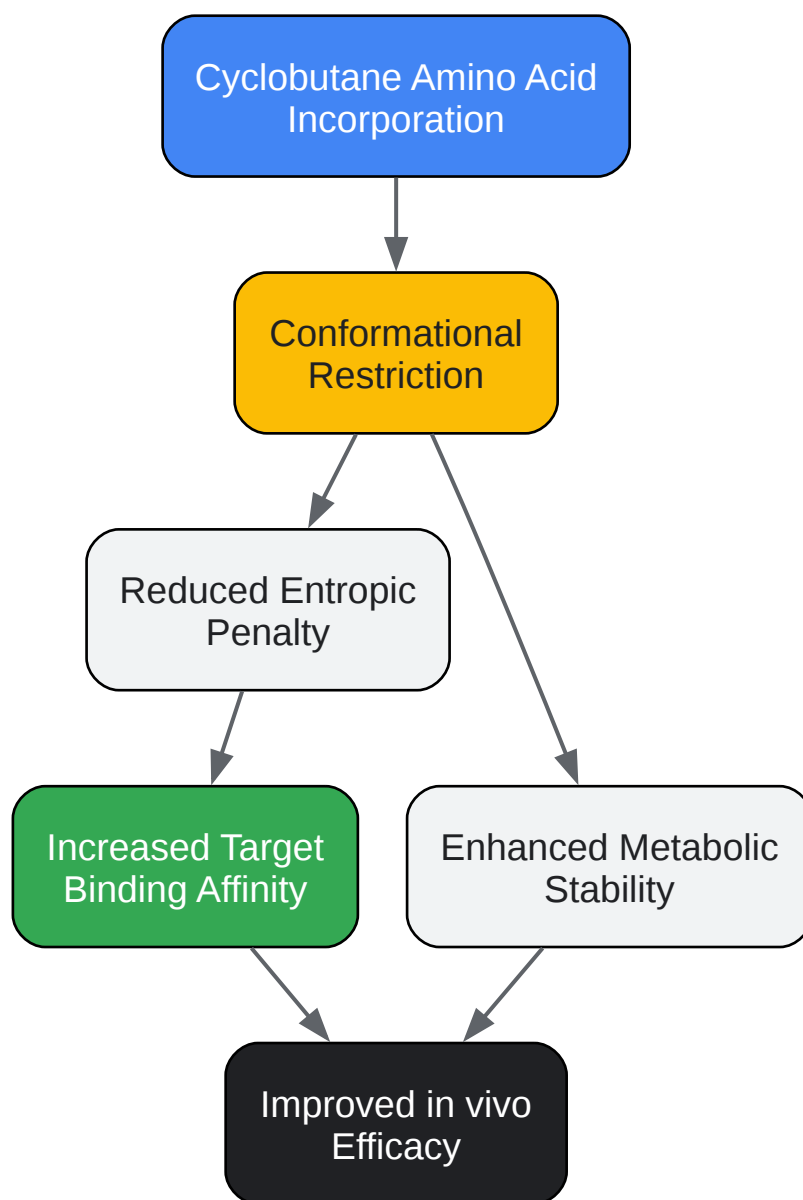 Cyclobutane Amino Acid
Incorporation
Conformational
Restriction
Reduced Entropic
Penalty
Increased Target
Binding Affinity
Enhanced Metabolic
Stability
Improved in vivo
Efficacy